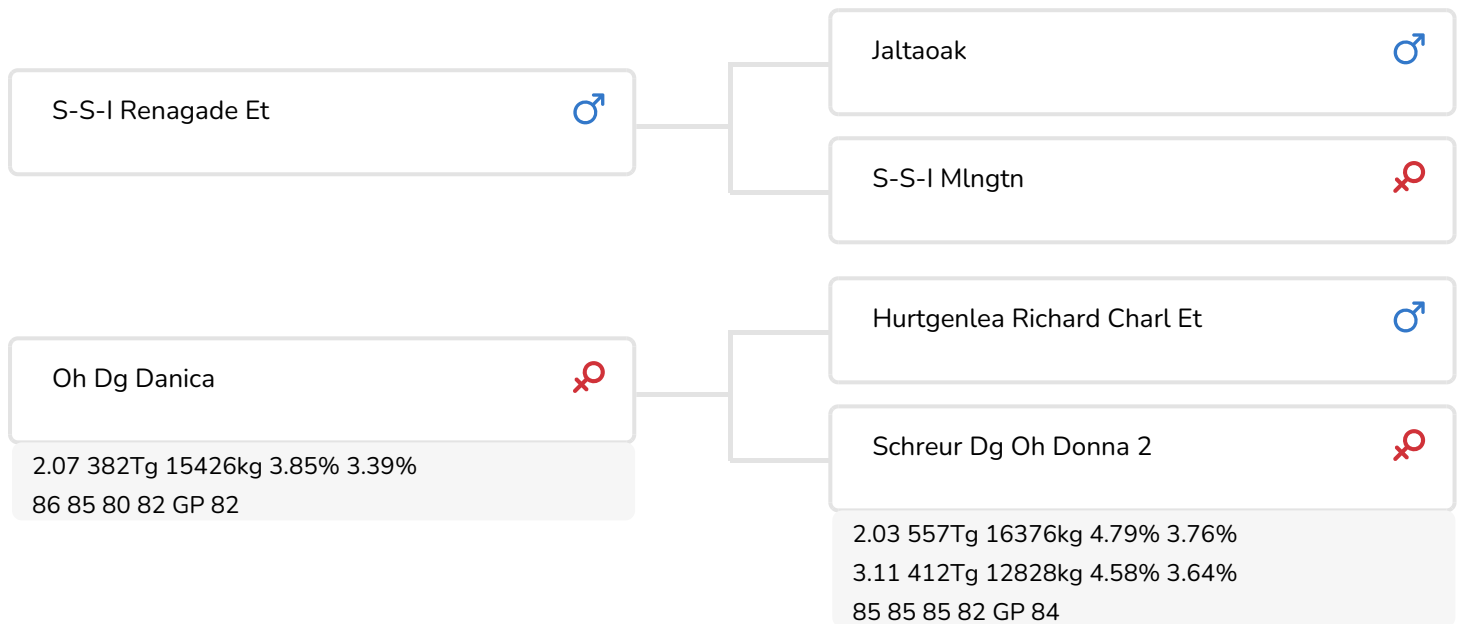 S-S-I Renagade Et
Jaltaoak
S-S-I Mlngtn
Oh Dg Danica
2.07 382Tg 15426kg 3.85% 3.39%
86 85 80 82 GP 82
Hurtgenlea Richard Charl Et
Schreur Dg Oh Donna 2
2.03 557Tg 16376kg 4.79% 3.76%
3.11 412Tg 12828kg 4.58% 3.64%
85 85 85 82 GP 84